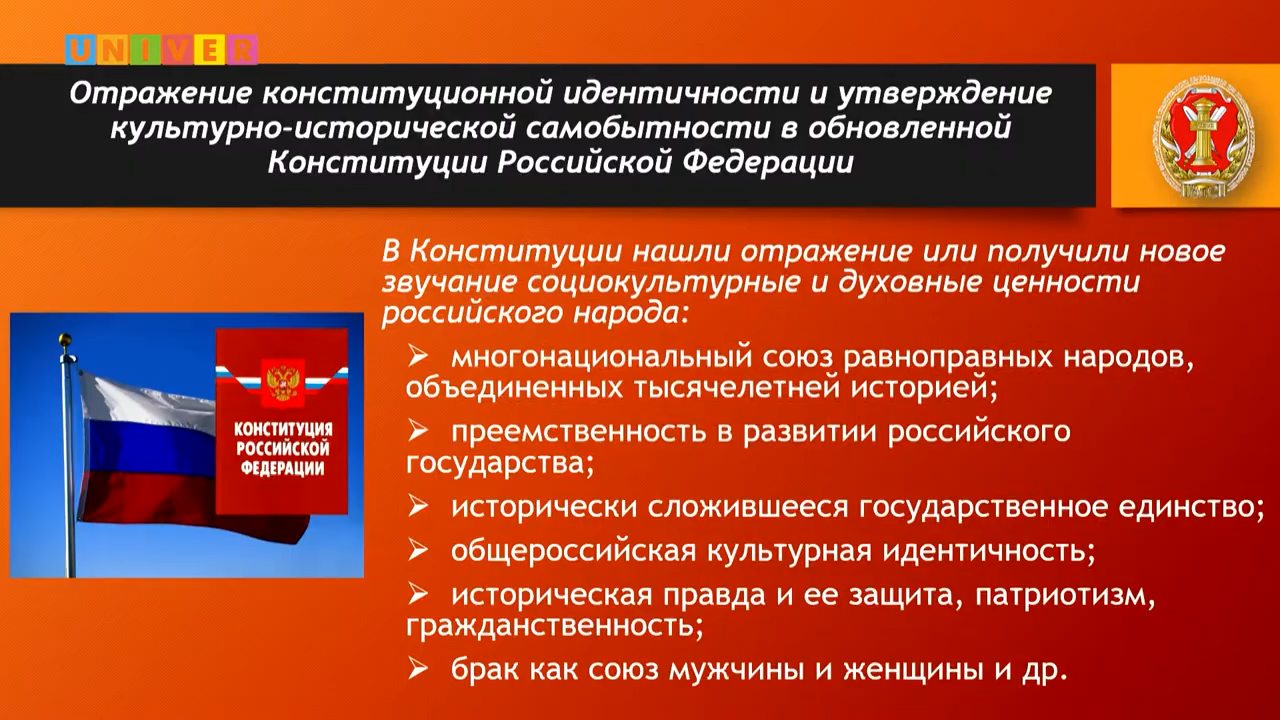 UNIVER
Отражение конституционной идентичности и утверждение
культурно-исторической самобытности в обновленной
Конституции Российской Федерации
В Конституции нашли отражение или получили новое
звучание социокультурные и духовные ценности
российского народа:
многонациональный союз равноправных народов,
объединенных тысячелетней историей;
преемственность в развитии российского
государства;
исторически сложившееся государственное единство;
общероссийская культурная идентичность;
историческая правда и ее защита, патриотизм,
гражданственность;
брак как союз мужчины и женщины и др.
КОНСТИТУЦИЯ
РОССИЙСКОЙ
ФЕДЕРАЦИИ